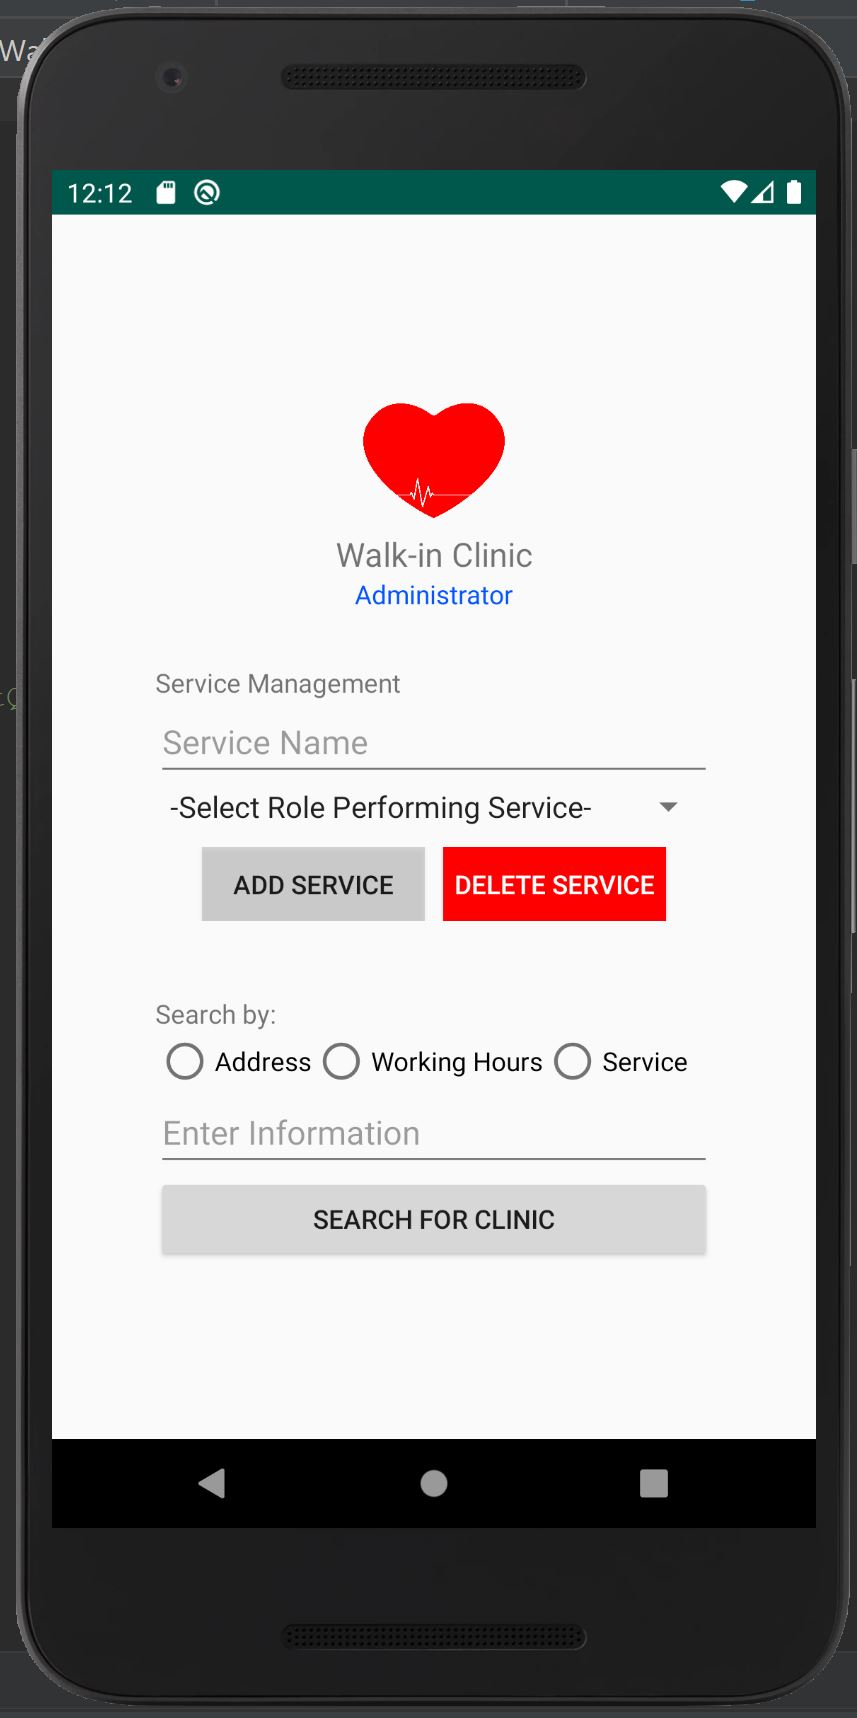 12:12
Walk-in Clinic
Administrator
Service Management
Service Name
-Select Role Performing Service-
ADD SERVICE DELETE SERVICE
Search by:
Address Working Hours Service
Enter Information
SEARCH FOR CLINIC